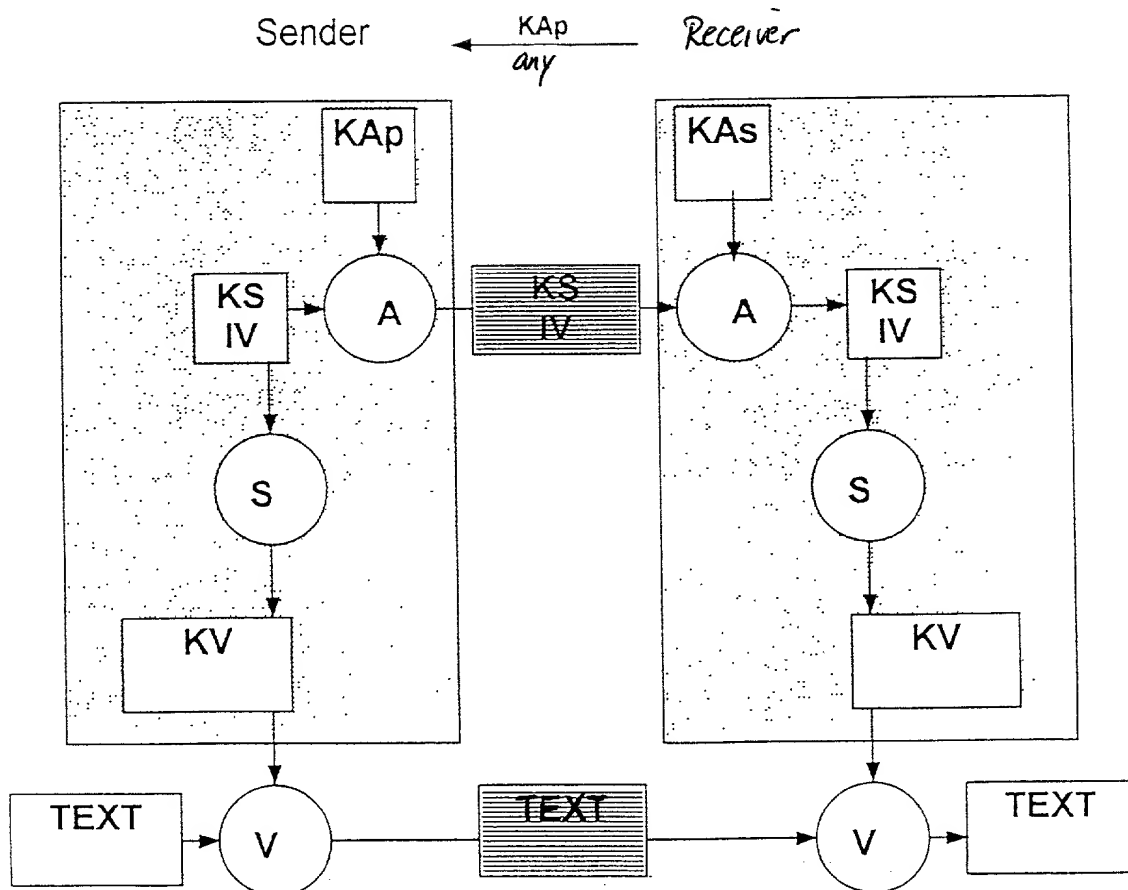 Sender
KAp
any
Receiver
KAp
KAs
KS
IV
A
KS
IV
A
KS
IV
S
S
KV
KV
TEXT
V
TEXT
V
TEXT